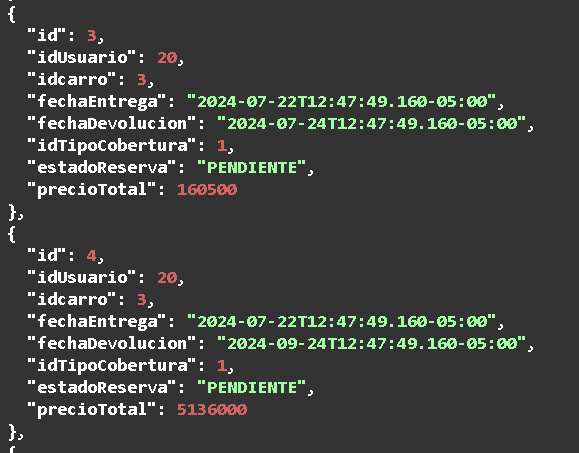 {
"id": 3,
"idUsuario": 20,
"idcarro": 3,
"fechaEntrega": "2024-07-22T12:47:49.160-05:00",
"fechaDevolucion": "2024-07-24T12:47:49.160-05:00",
"idTipoCobertura": 1,
"estadoReserva": "PENDIENTE",
"precioTotal": 160500
},
{
"id": 4,
"idUsuario": 20,
"idcarro": 3,
"fechaEntrega": "2024-07-22T12:47:49.160-05:00",
"fechaDevolucion": "2024-09-24T12:47:49.160-05:00",
"idTipoCobertura": 1,
"estadoReserva": "PENDIENTE",
"precioTotal": 5136000
},
{